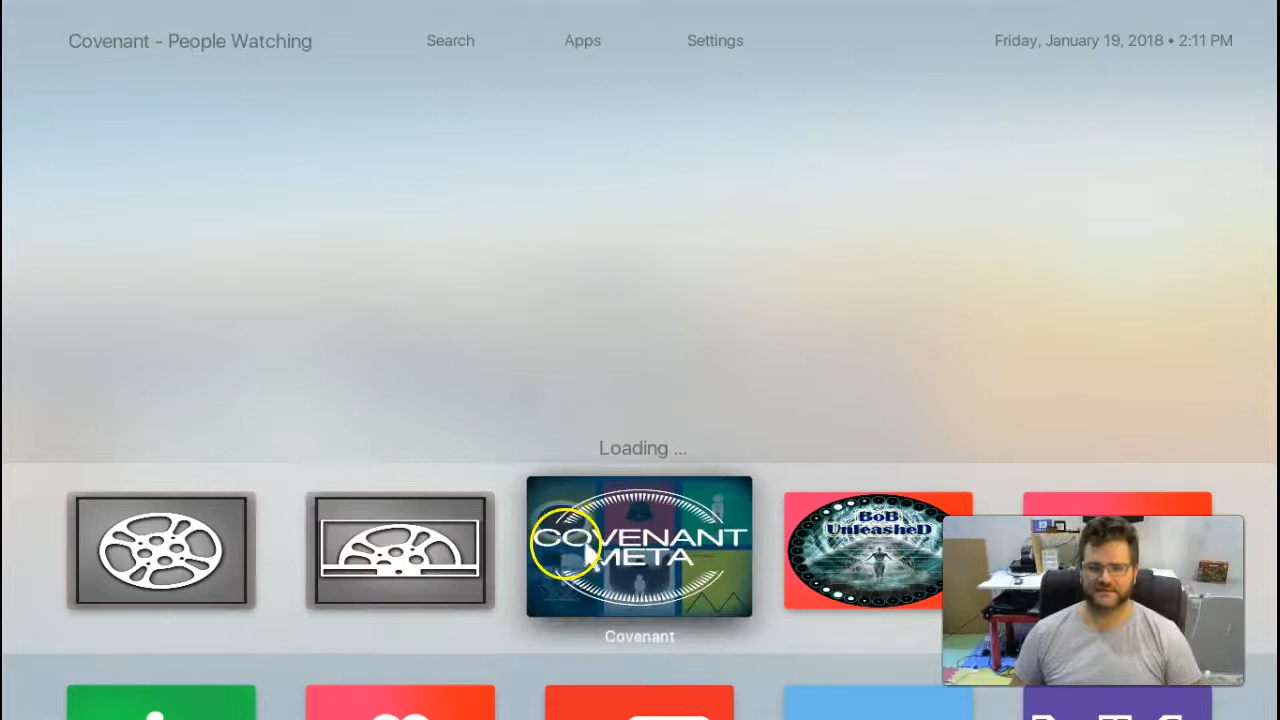 Covenant - People Watching
Search
Apps
Settings
Friday, January 19, 2018 • 2:11 PM
Loading ...
COVENANT
META
BoB
UnleasheD
Covenant